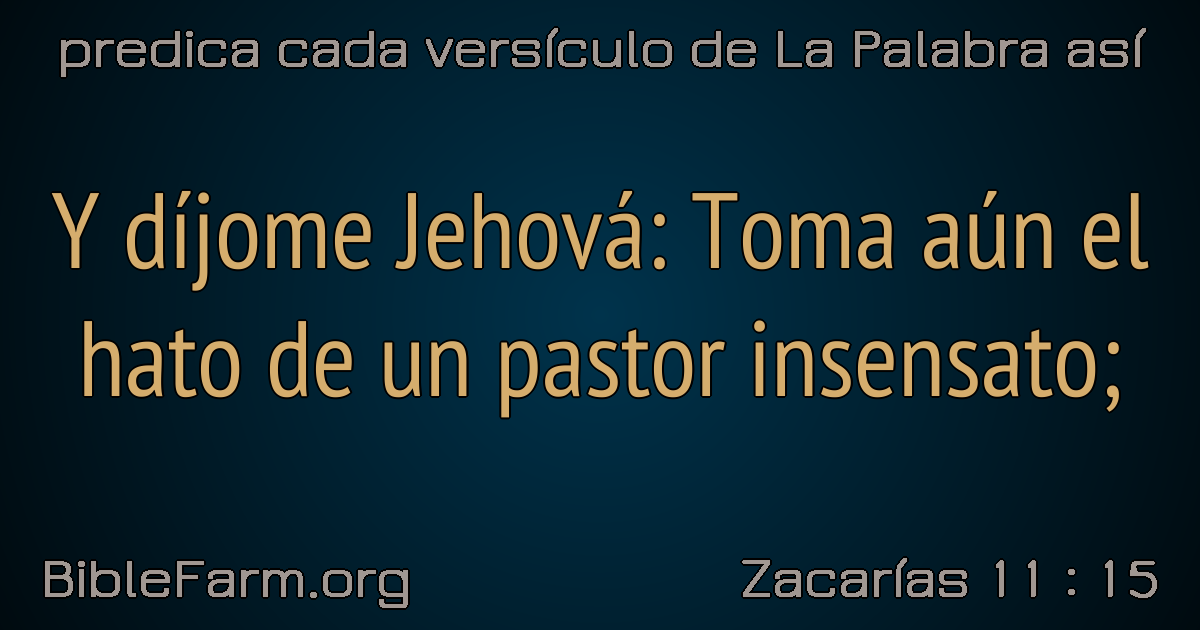 predica cada versículo de La Palabra así
Y díjome Jehová: Toma aún el
hato de un pastor insensato;
BibleFarm.org
Zacarías 11 : 15